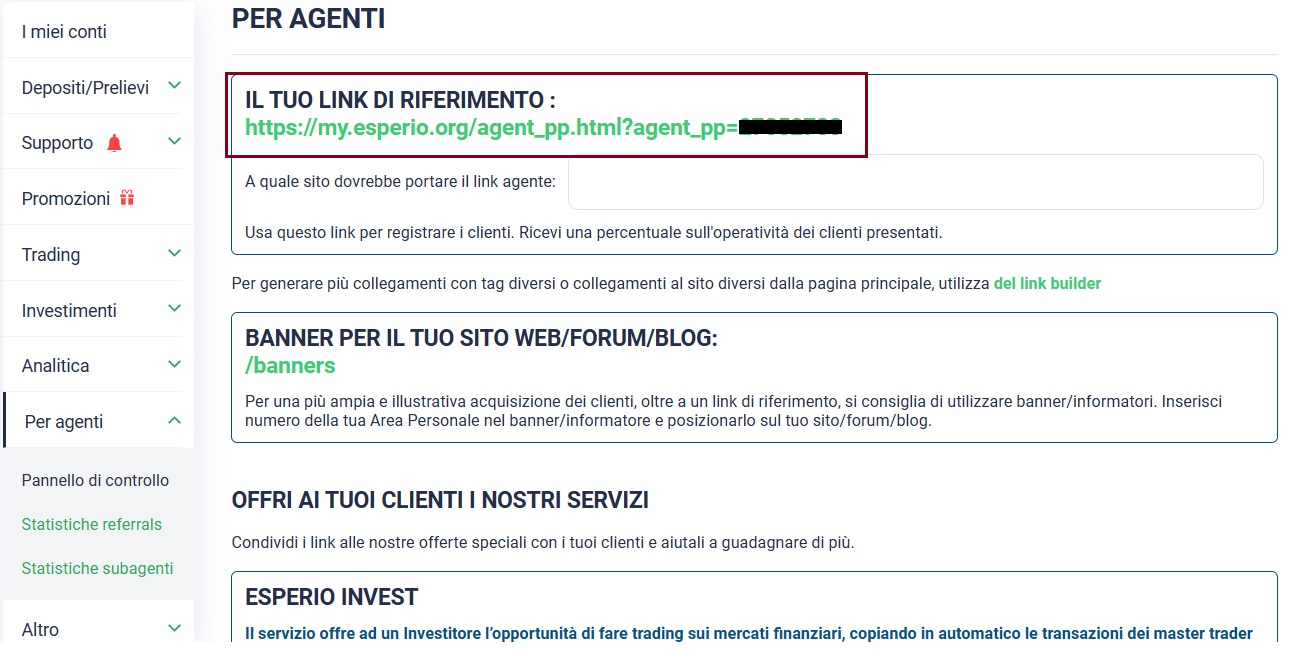 I miei conti
Depositi/Prelievi
Supporto
Promozioni
Trading
Investimenti
Analitica
Per agenti
Pannello di controllo
Statistiche referrals
Statistiche subagenti
Altro
PER AGENTI
IL TUO LINK DI RIFERIMENTO :
https://my.esperio.org/agent_pp.html?agent_pp=
A quale sito dovrebbe portare il link agente:
Usa questo link per registrare i clienti. Ricevi una percentuale sull'operatività dei clienti presentati.
Per generare più collegamenti con tag diversi o collegamenti al sito diversi dalla pagina principale, utilizza del link builder
BANNER PER IL TUO SITO WEB/FORUM/BLOG:
/banners
Per una più ampia e illustrativa acquisizione dei clienti, oltre a un link di riferimento, si consiglia di utilizzare banner/informatori. Inserisci
numero della tua Area Personale nel banner/informatore e posizionarlo sul tuo sito/forum/blog.
OFFRI AI TUOI CLIENTI I NOSTRI SERVIZI
Condividi i link alle nostre offerte speciali con i tuoi clienti e aiutali a guadagnare di più.
ESPERIO INVEST
Il servizio offre ad un Investitore l’opportunità di fare trading sui mercati finanziari, copiando in automatico le transazioni dei master trader